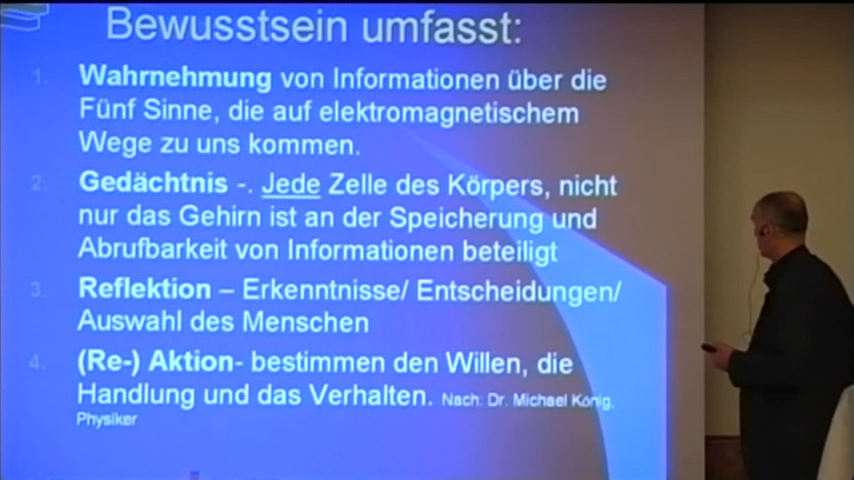 Bewusstsein umfasst:
1. Wahrnehmung von Informationen über die
Fünf Sinne, die auf elektromagnetischem
Wege zu uns kommen.
2. Gedächtnis -. Jede Zelle des Körpers, nicht
nur das Gehirn ist an der Speicherung und
Abrufbarkeit von Informationen beteiligt
3. Reflektion – Erkenntnisse/ Entscheidungen/
Auswahl des Menschen
4. (Re-) Aktion- bestimmen den Willen, die
Handlung und das Verhalten. Nach: Dr. Michael König,
Physiker